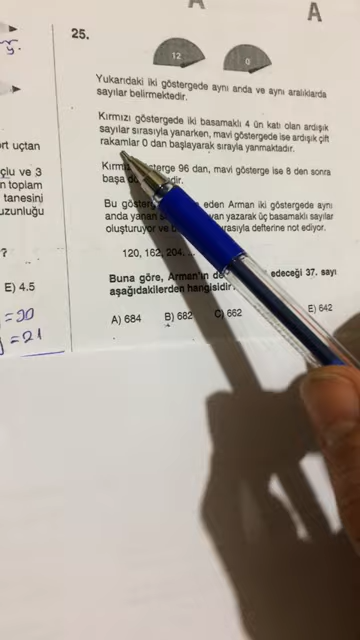 A
A
25.
12
0
Yukarıdaki iki göstergede aynı anda ve aynı aralıklarda
sayılar belirmektedir.
Kırmızı göstergede iki basamaklı 4 ün katı olan ardışık
sayılar sırasıyla yanarken, mavi göstergede ise ardışık çift
rakamlar 0 dan başlayarak sırayla yanmaktadır.
96 dan, mavi gösterge ise 8 den sonra
başa
Bu eden Arman iki göstergede aynı
anda yanan yazarak üç basamaklı sayılar
oluşturuyor ve sırasıyla defterine not ediyor.
120, 162, 204,
Buna göre, Arman'ın edeceği 37. sayı
aşağıdakilerden hangisidir
A) 684 B) 682 C) 662 E) 642
ort uçtan
çlu ve 3
n toplam
tanesini
uzunluğu
?
E) 4.5
= 20
= 21